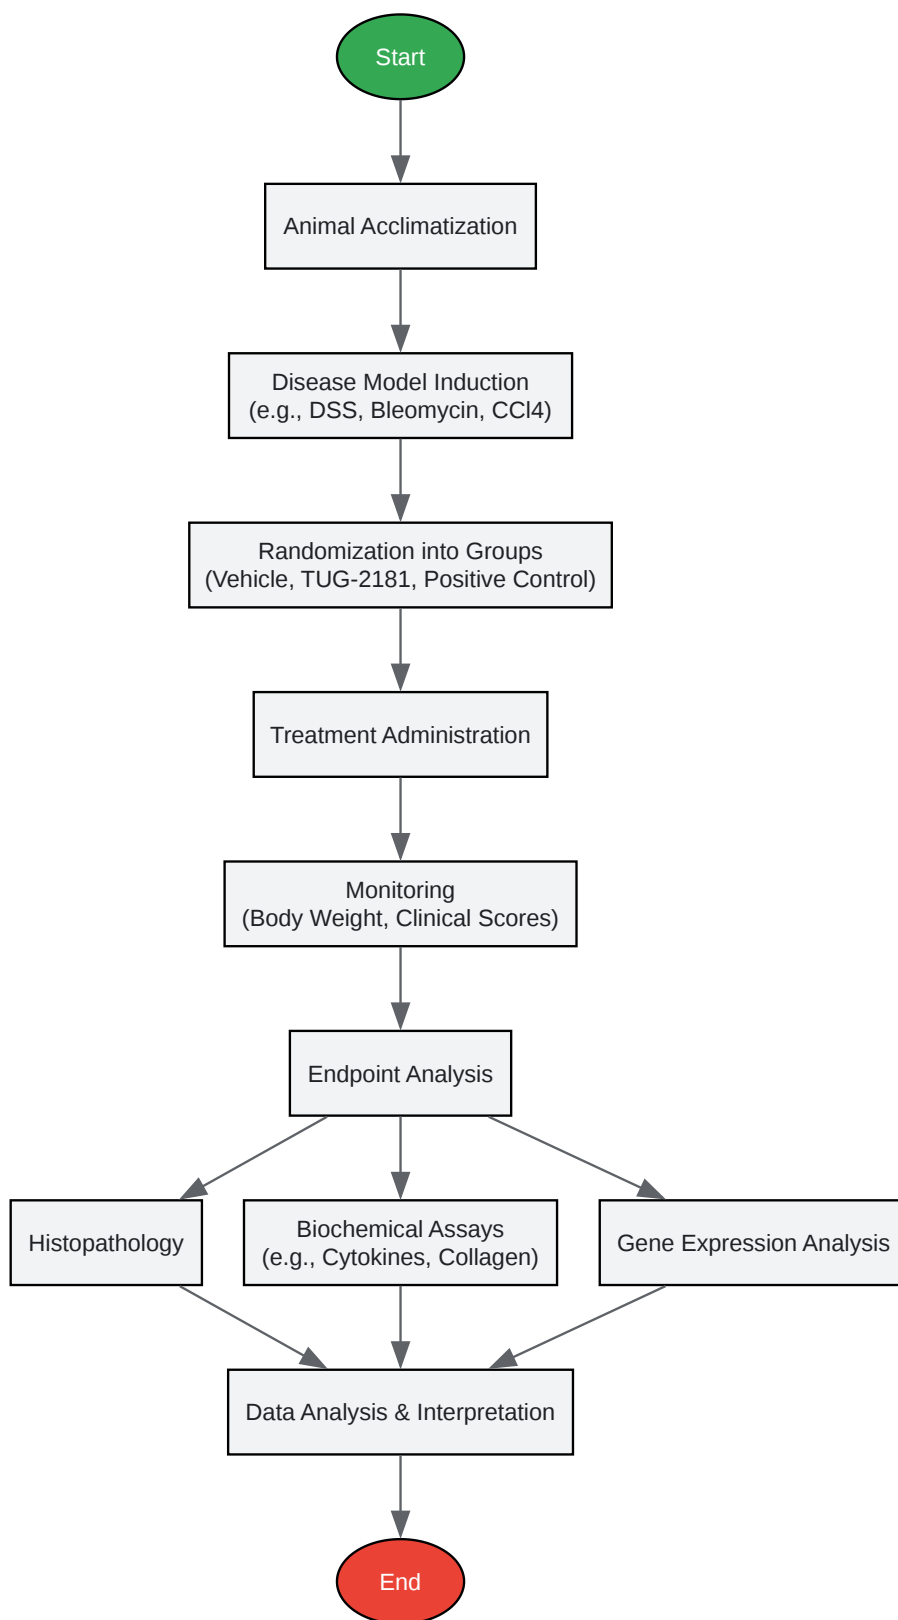 Start
Animal Acclimatization
Disease Model Induction
(e.g., DSS, Bleomycin, CCl4)
Randomization into Groups
(Vehicle, TUG-2181, Positive Control)
Treatment Administration
Monitoring
(Body Weight, Clinical Scores)
Endpoint Analysis
Histopathology
Biochemical Assays
(e.g., Cytokines, Collagen)
Gene Expression Analysis
Data Analysis & Interpretation
End